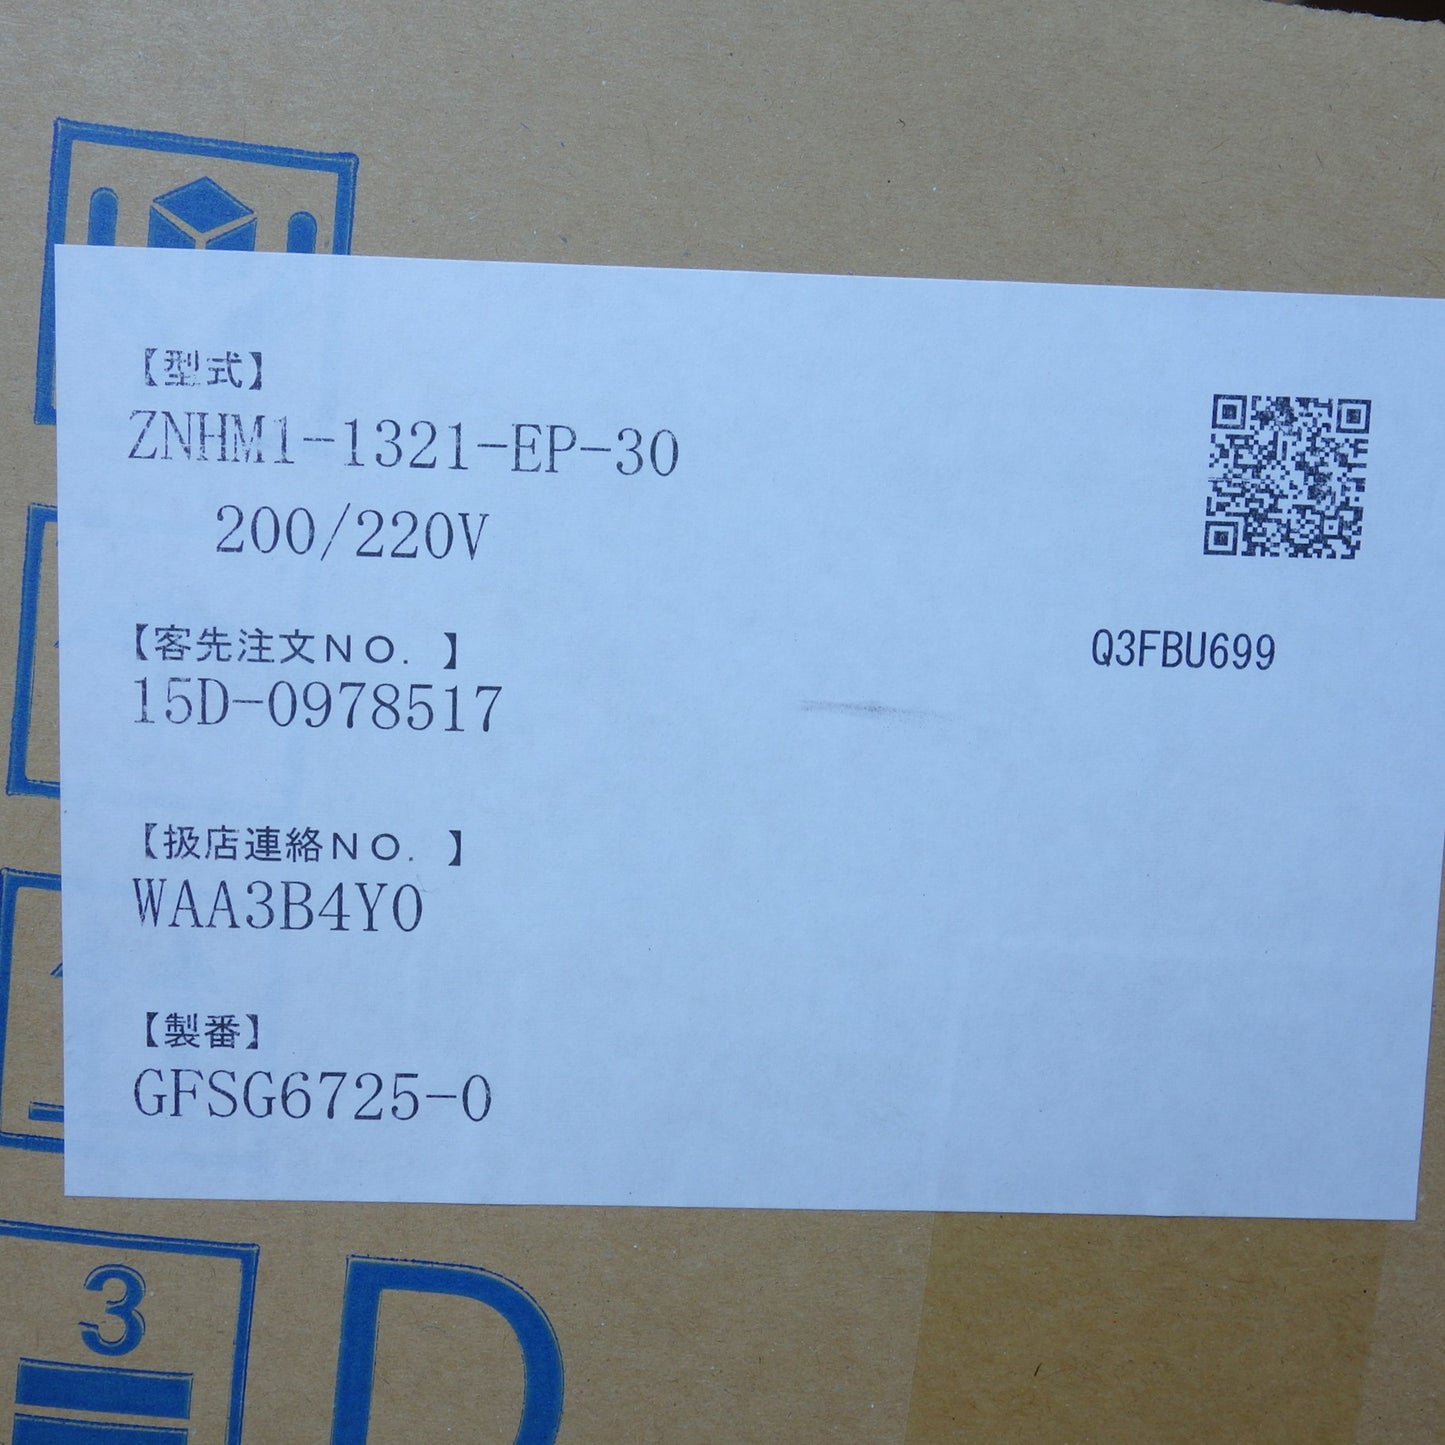 【型式】
ZNHM1-1321-EP-30
200/220V
【客先注文NO. 】
15D-0978517
Q3FBU699
【扱店連絡NO. 】
WAA3B4Y0
【製番】
GFSG6725-0
3
D